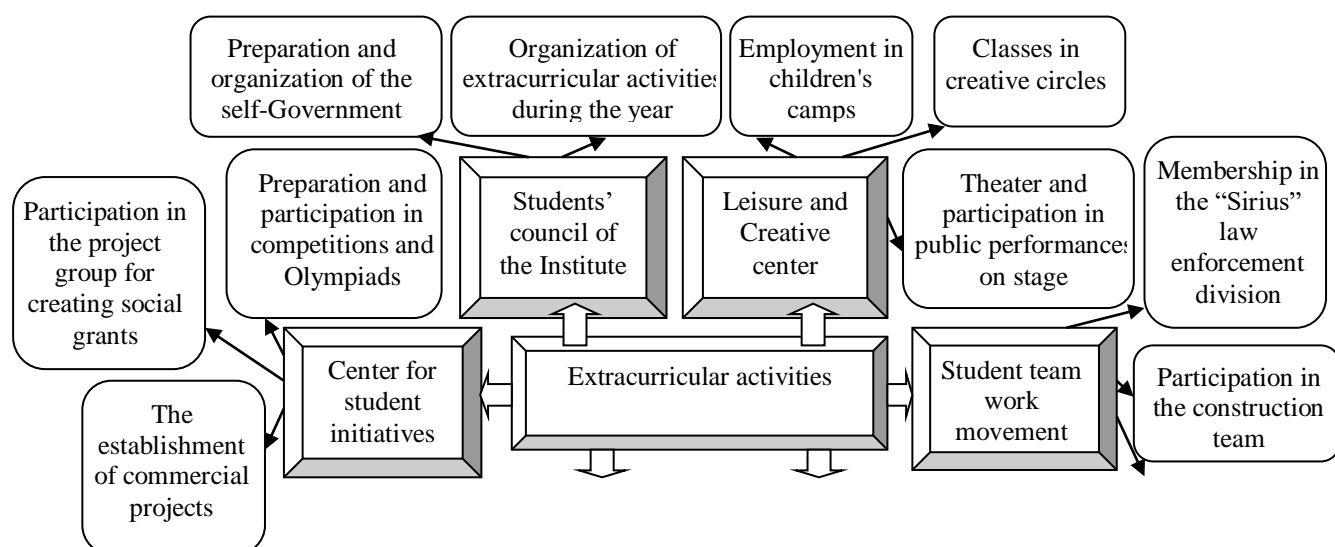 Preparation and
organization of the
self-Government
Organization of
extracurricular activities
during the year
Employment in
children's
camps
Classes in
creative circles
Participation in
the project
group for
creating social
grants
Preparation and
participation in
competitions and
Olympiads
Students’
council of
the Institute
Leisure and
Creative
center
Theater and
participation in
public performances
on stage
Membership in
the “Sirius”
law
enforcement
division
The
establishment
of commercial
projects
Center for
student
initiatives
Extracurricular activities
Student team
work
movement
Participation in
the construction
team